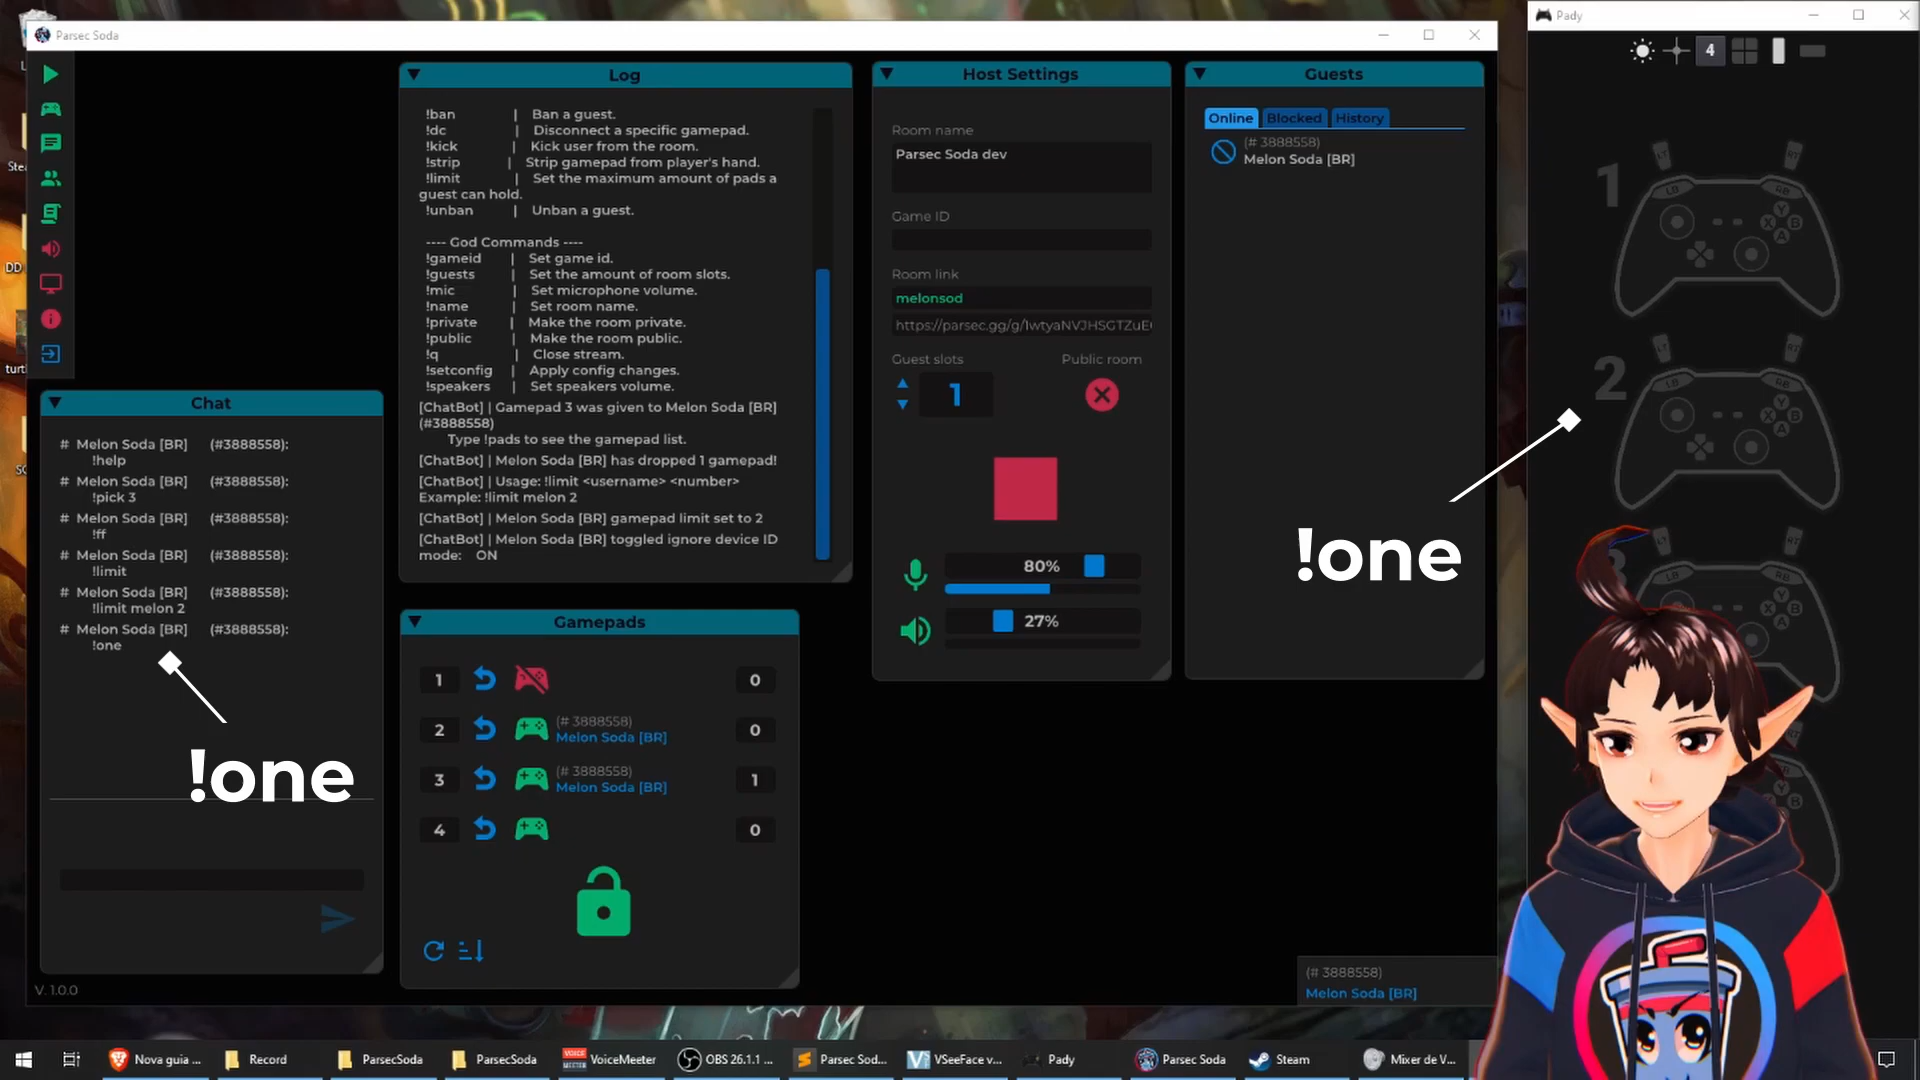 Parsec Soda
Pady
4
Log
!ban | Ban a guest.
!dc | Disconnect a specific gamepad.
!kick | Kick user from the room.
!strip | Strip gamepad from player's hand.
!limit | Set the maximum amount of pads a
guest can hold.
!unban | Unban a guest.
---- God Commands ----
!gameid | Set game id.
!guests | Set the amount of room slots.
!mic | Set microphone volume.
!name | Set room name.
!private | Make the room private.
!public | Make the room public.
!q | Close stream.
!setconfig | Apply config changes.
!speakers | Set speakers volume.
[ChatBot] | Gamepad 3 was given to Melon Soda [BR]
(#3888558)
Type !pads to see the gamepad list.
[ChatBot] | Melon Soda [BR] has dropped 1 gamepad!
[ChatBot] | Usage: !limit <username> <number>
Example: !limit melon 2
[ChatBot] | Melon Soda [BR] gamepad limit set to 2
[ChatBot] | Melon Soda [BR] toggled ignore device ID
mode: ON
Host Settings
Room name
Parsec Soda dev
Game ID
Room link
melonsod
Guest slots
Public room
1
80%
27%
Guests
Online Blocked History
(# 3888558)
Melon Soda [BR]
Chat
# Melon Soda [BR] (#3888558):
!help
# Melon Soda [BR] (#3888558):
!pick 3
# Melon Soda [BR] (#3888558):
!ff
# Melon Soda [BR] (#3888558):
!limit
# Melon Soda [BR] (#3888558):
!limit melon 2
# Melon Soda [BR] (#3888558):
!one
!one
V. 1.0.0
Gamepads
1 0
(# 3888558)
2 Melon Soda [BR] 0
(# 3888558)
3 Melon Soda [BR] 1
4 0
!one
(# 3888558)
Melon Soda [BR]
1
LT RT
LB RB
Y
X B
A
2
LB RB
Y
X B
A
Nova guia ...
Record
ParsecSoda
ParsecSoda
VoiceMeeter
OBS 26.1.1 ...
Parsec Sod...
VSeeFace v...
Pady
Parsec Soda
Steam
Mixer de V...